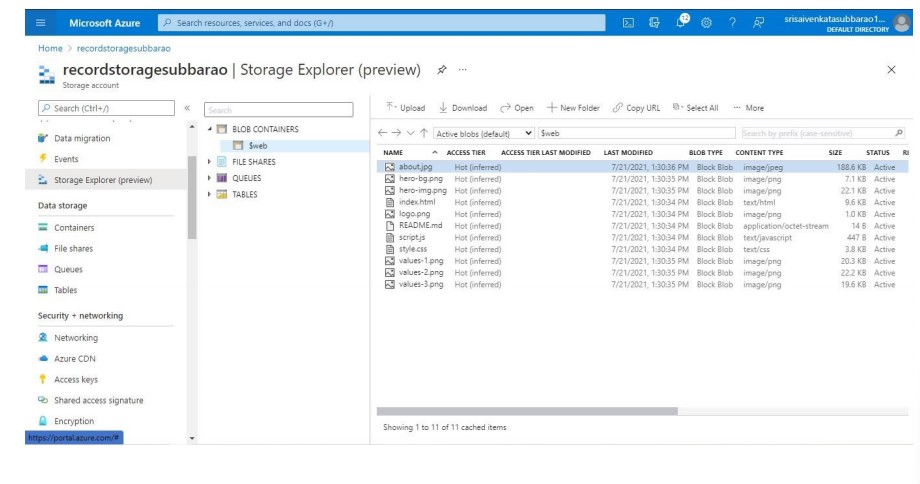 Microsoft Azure
Search resources, services, and docs (G+/)
12
srisaivenkatasubbarao1...
DEFAULT DIRECTORY
Home > recordstoragesubbarao
recordstoragesubbarao | Storage Explorer (preview)
Storage account
Search (Ctrl+/)
Data migration
Events
Storage Explorer (preview)
Data storage
Containers
File shares
Queues
Tables
Security + networking
Networking
Azure CDN
Access keys
Shared access signature
Encryption
https://portal.azure.com/#
Search
BLOB CONTAINERS
$web
FILE SHARES
QUEUES
TABLES
Upload Download Open New Folder Copy URL Select All ... More
Active blobs (default) $web Search by prefix (case-sensitive)
NAME ACCESS TIER ACCESS TIER LAST MODIFIED LAST MODIFIED BLOB TYPE CONTENT TYPE SIZE STATUS RE
about.jpg Hot (inferred) 7/21/2021, 1:30:36 PM Block Blob image/jpeg 188.6 KB Active
hero-bg.png Hot (inferred) 7/21/2021, 1:30:35 PM Block Blob image/png 7.1 KB Active
hero-img.png Hot (inferred) 7/21/2021, 1:30:35 PM Block Blob image/png 22.1 KB Active
index.html Hot (inferred) 7/21/2021, 1:30:34 PM Block Blob text/html 9.6 KB Active
logo.png Hot (inferred) 7/21/2021, 1:30:34 PM Block Blob image/png 1.0 KB Active
README.md Hot (inferred) 7/21/2021, 1:30:34 PM Block Blob application/octet-stream 14 B Active
script.js Hot (inferred) 7/21/2021, 1:30:34 PM Block Blob text/javascript 447 B Active
style.css Hot (inferred) 7/21/2021, 1:30:34 PM Block Blob text/css 3.8 KB Active
values-1.png Hot (inferred) 7/21/2021, 1:30:35 PM Block Blob image/png 20.3 KB Active
values-2.png Hot (inferred) 7/21/2021, 1:30:35 PM Block Blob image/png 22.2 KB Active
values-3.png Hot (inferred) 7/21/2021, 1:30:35 PM Block Blob image/png 19.6 KB Active
Showing 1 to 11 of 11 cached items